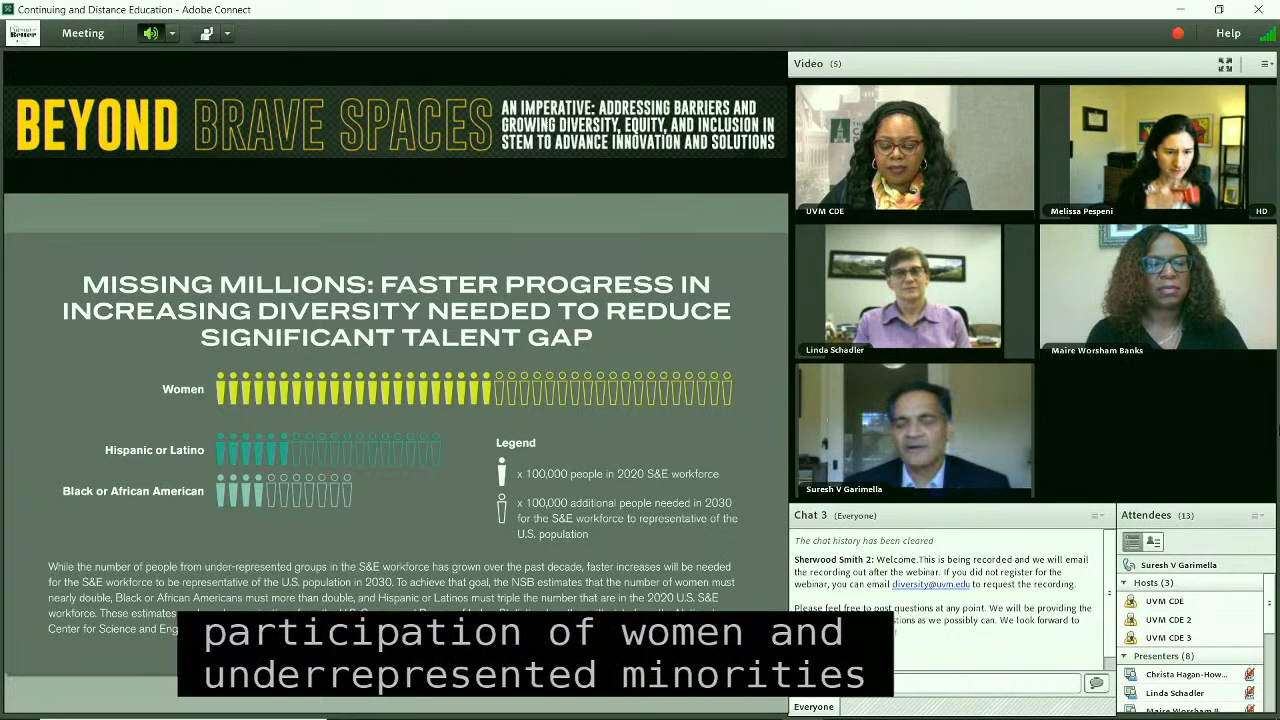 Continuing and Distance Education - Adobe Connect
Meeting
Help
BEYOND BRAVE SPACES
AN IMPERATIVE: ADDRESSING BARRIERS AND
GROWING DIVERSITY, EQUITY, AND INCLUSION IN
STEM TO ADVANCE INNOVATION AND SOLUTIONS
MISSING MILLIONS: FASTER PROGRESS IN
INCREASING DIVERSITY NEEDED TO REDUCE
SIGNIFICANT TALENT GAP
Women
Hispanic or Latino
Black or African American
Legend
x 100,000 people in 2020 S&E workforce
x 100,000 additional people needed in 2030
for the S&E workforce to representative of the
U.S. population
While the number of people from under-represented groups in the S&E workforce has grown over the past decade, faster increases will be needed
for the S&E workforce to be representative of the U.S. population in 2030. To achieve that goal, the NSB estimates that the number of women must
nearly double, Black or African Americans must more than double, and Hispanic or Latinos must triple the number that are in the 2020 U.S. S&E
workforce. These estimates
Center for Science and Eng
participation of women and
underrepresented minorities
Video (5)
UVM CDE
Melissa Pespeni
HD
Linda Schadler
Maire Worsham Banks
Suresh V Garimella
Chat 3 (Everyone)
The chat history has been cleared
Sherwood Smith 2: Welcome.This is being recorded and we will email
the recording out after the webinar. If you did not register for the
webinar, you can email diversity@uvm.edu to request the recording.
Please feel free to post questions at any point. We will be providing the
as we possibly can. We look forward to
Everyone
Attendees (13)
Suresh V Garimella
Hosts (3)
UVM CDE
UVM CDE 2
UVM CDE 3
Presenters (8)
Christa Hagan-How...
Linda Schadler
Maire Worsham B...